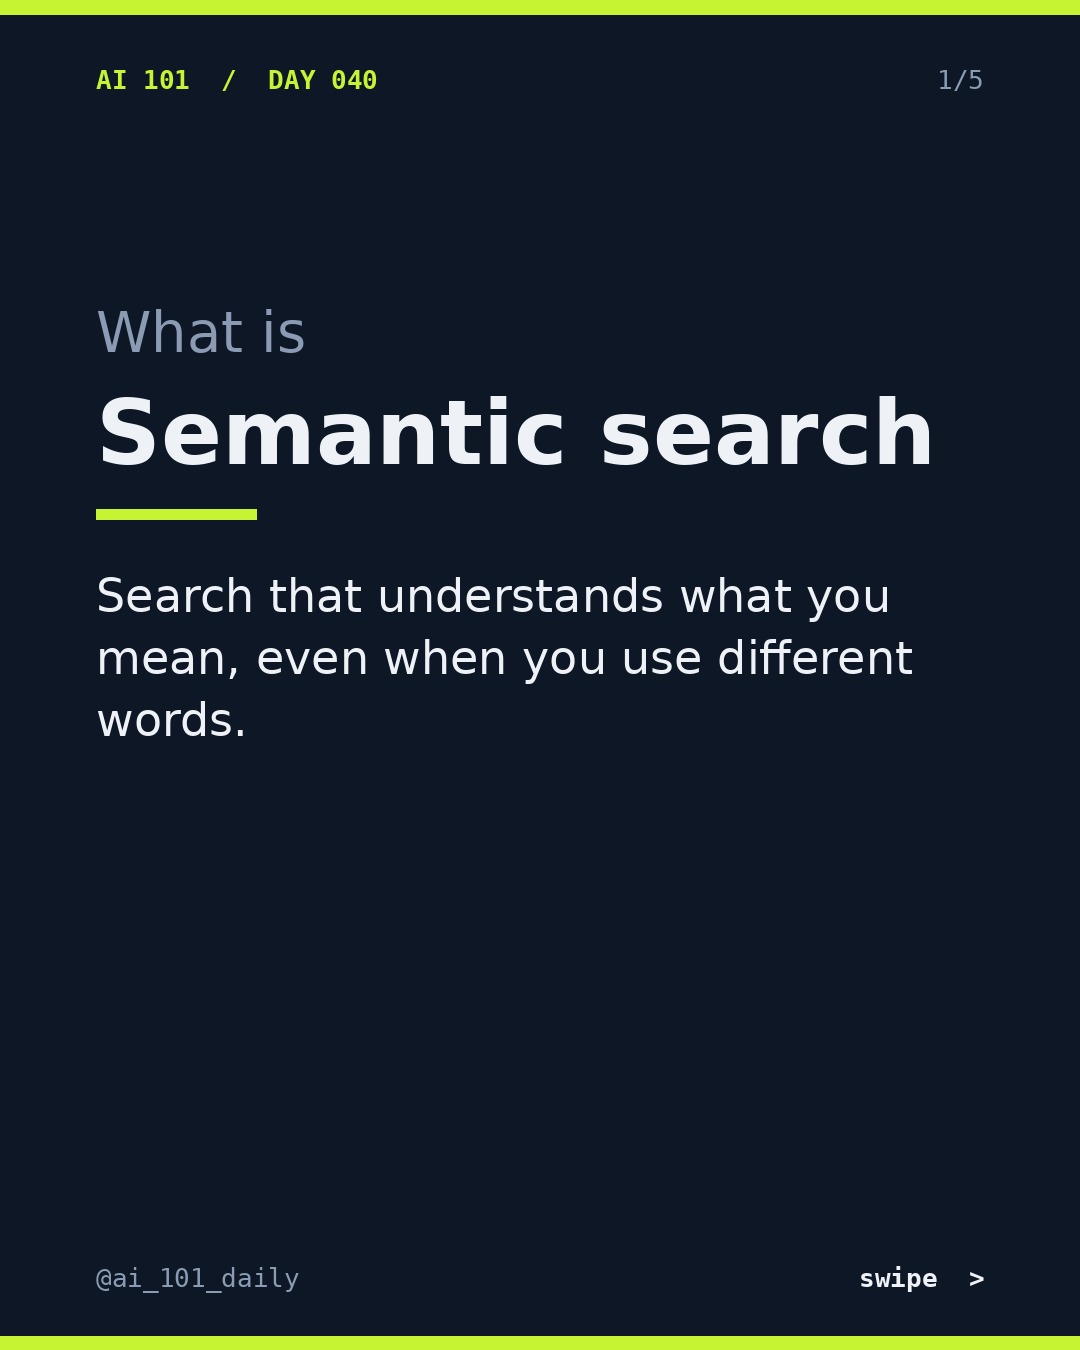 AI 101 / DAY 040
1/5
What is
Semantic search
Search that understands what you
mean, even when you use different
words.
@ai_101_daily
swipe >